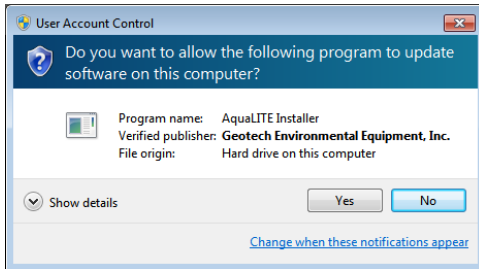 User Account Control
Do you want to allow the following program to update
software on this computer?
Program name: AquaLITE Installer
Verified publisher: Geotech Environmental Equipment, Inc.
File origin: Hard drive on this computer
Show details
Yes
No
Change when these notifications appear